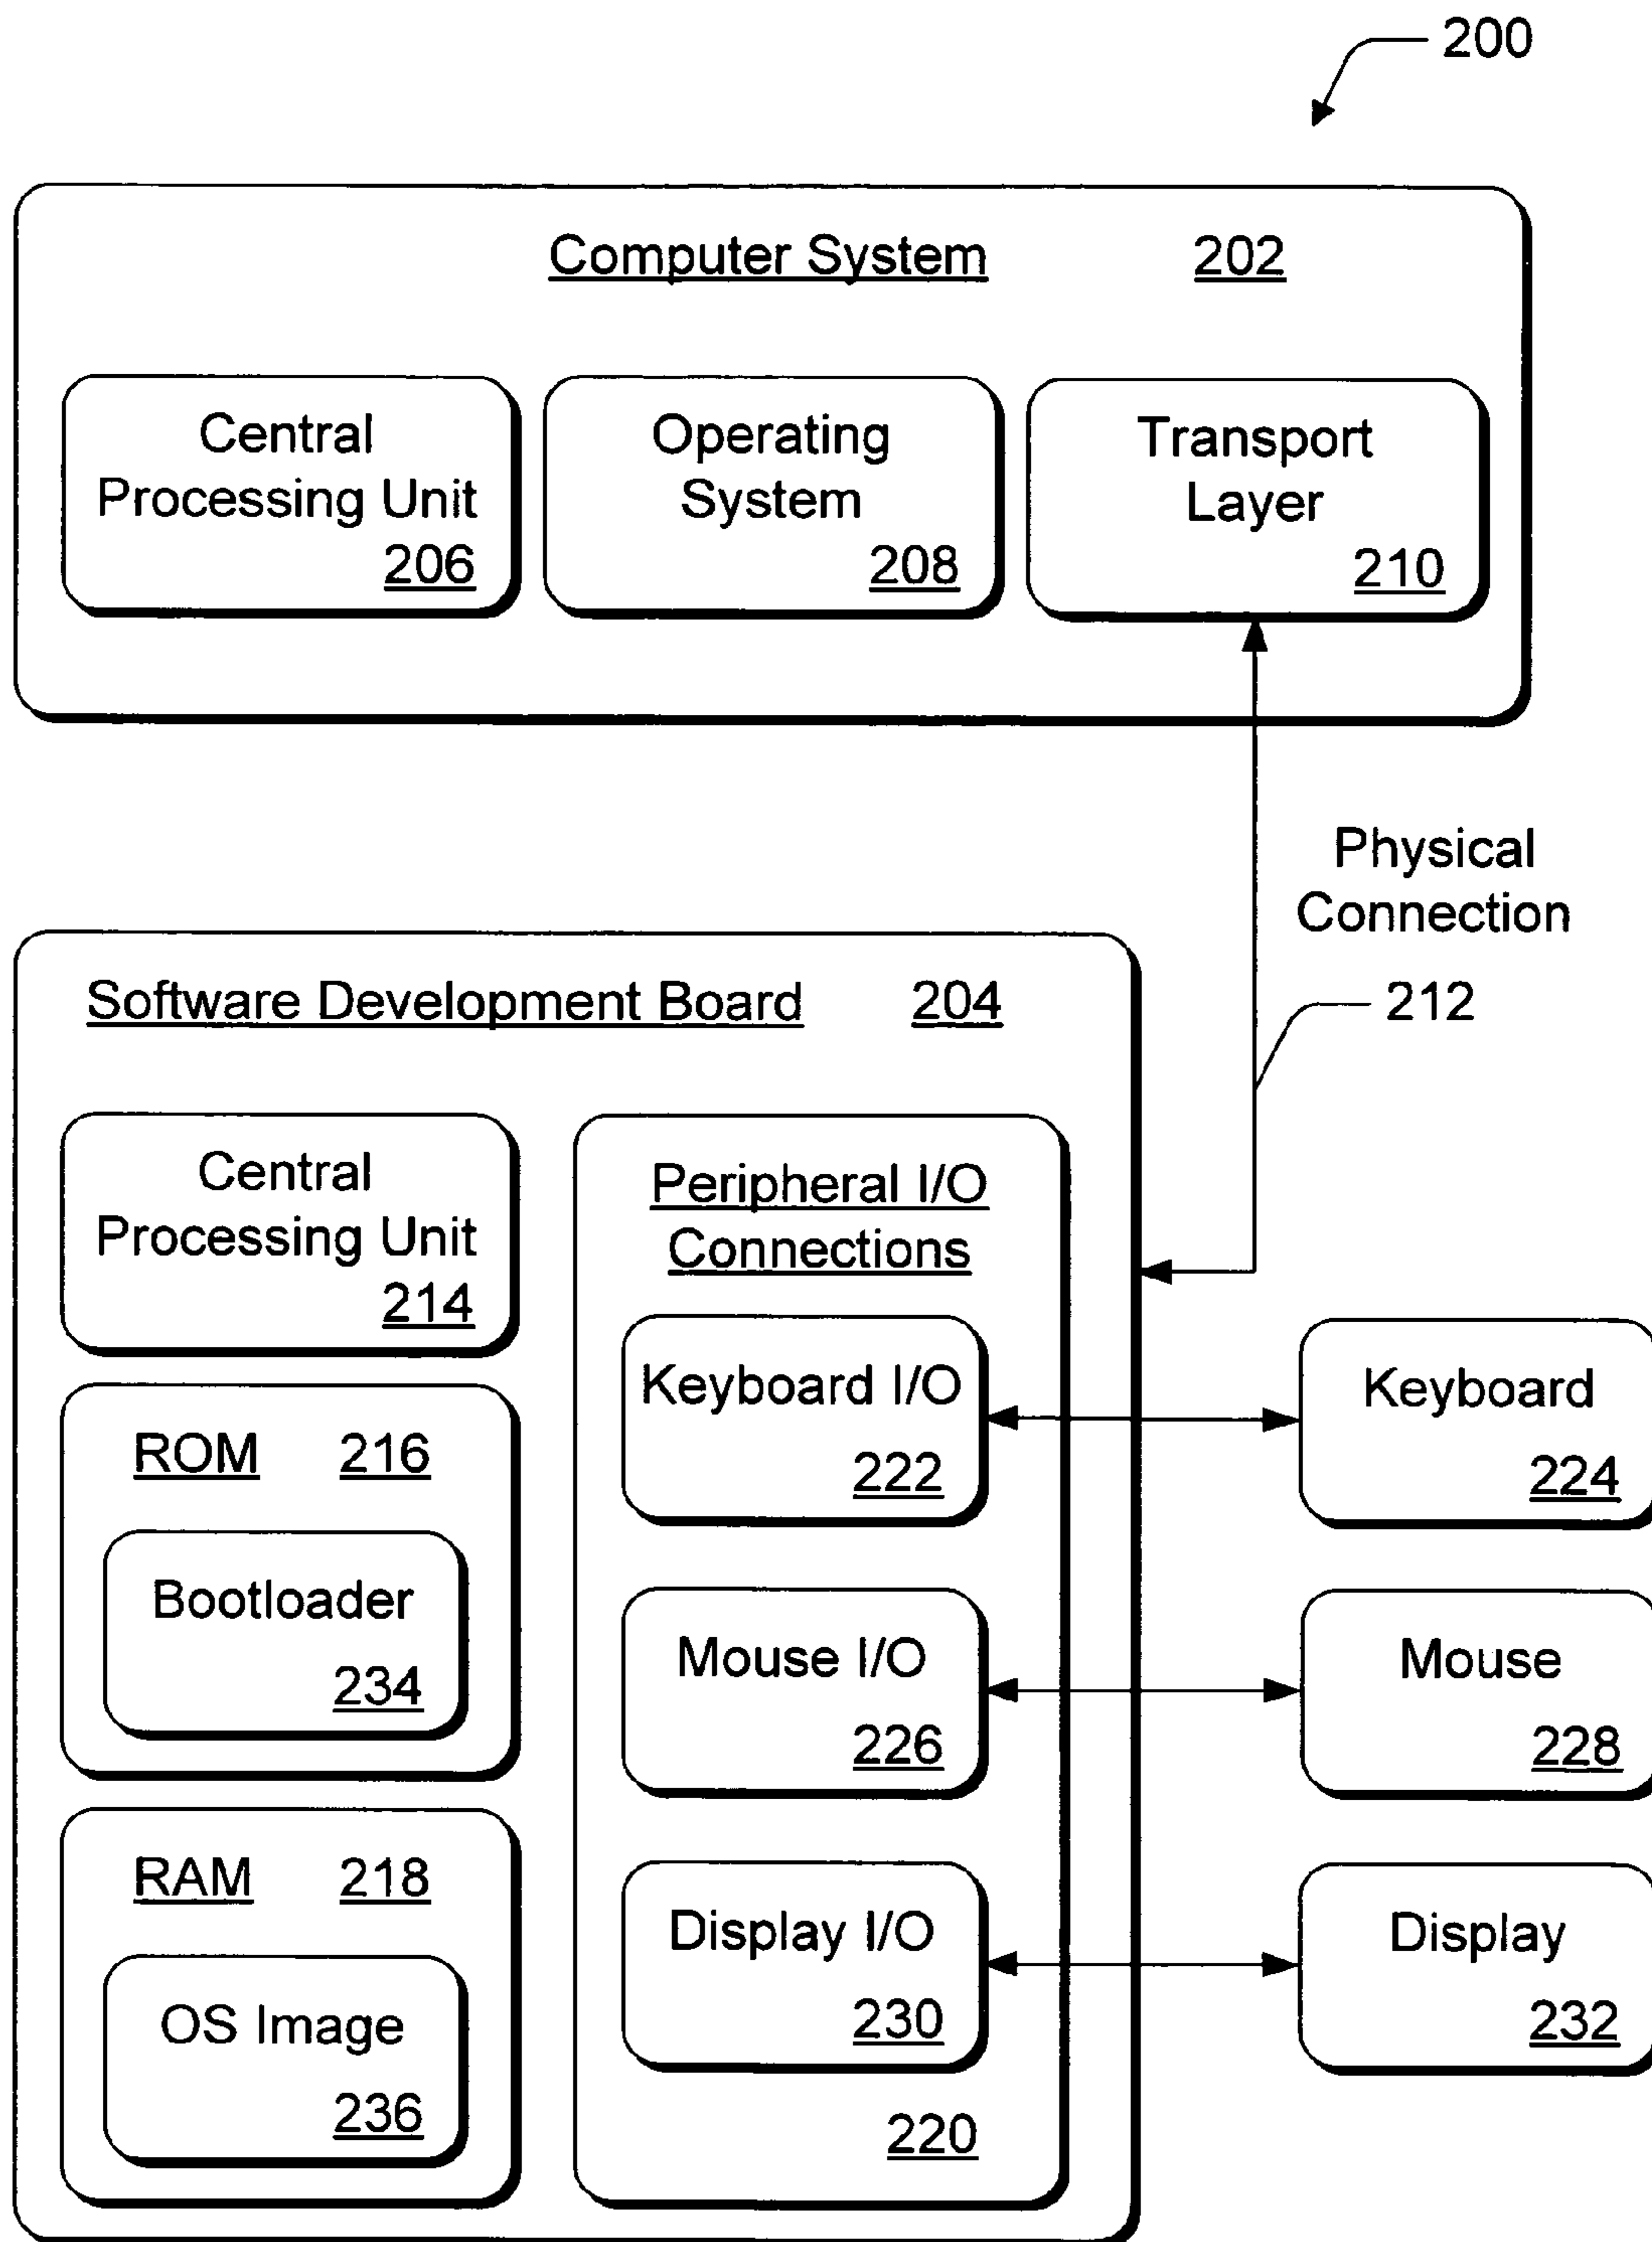 200
Computer System 202
Central
Processing Unit
206
Operating
System
208
Transport
Layer
210
Physical
Connection
212
Software Development Board 204
Central
Processing Unit
214
ROM 216
Bootloader
234
RAM 218
OS Image
236
Peripheral I/O
Connections
Keyboard I/O
222
Mouse I/O
226
Display I/O
230
220
Keyboard
224
Mouse
228
Display
232